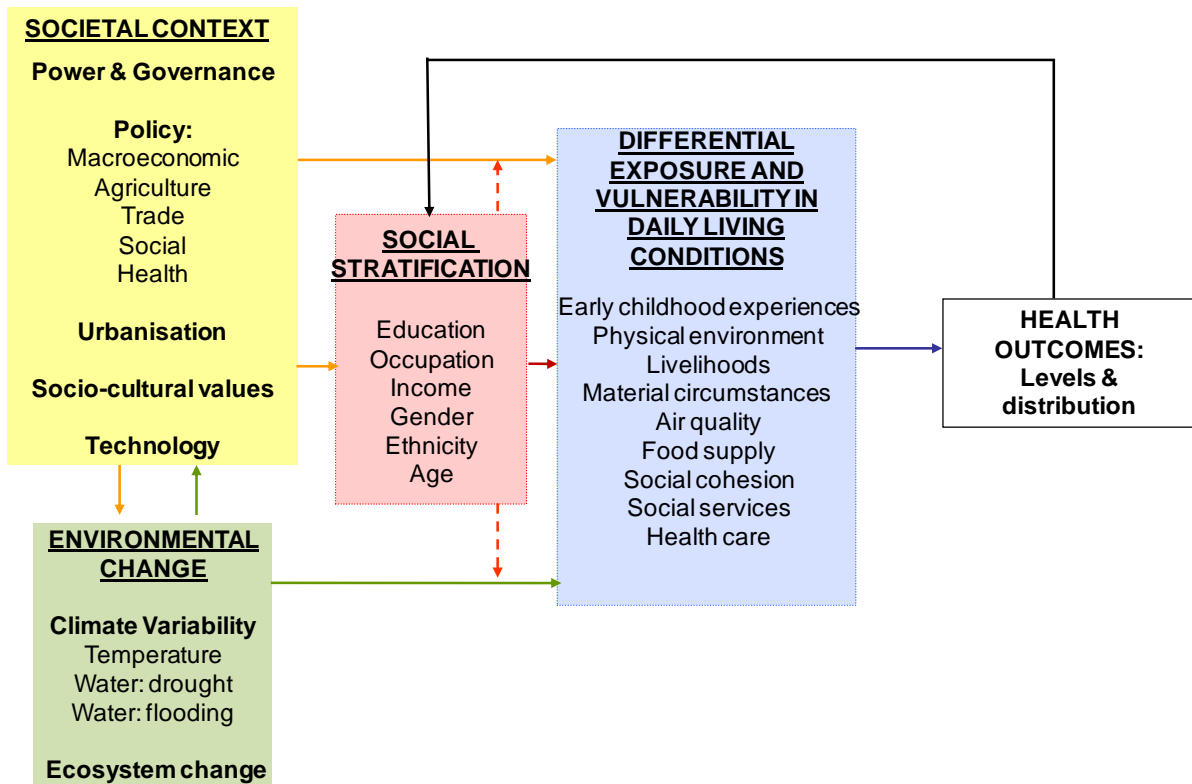 SOCIETAL CONTEXT
Power & Governance
Policy:
Macroeconomic
Agriculture
Trade
Social
Health
Urbanisation
Socio-cultural values
Technology
ENVIRONMENTAL
CHANGE
Climate Variability
Temperature
Water: drought
Water: flooding
Ecosystem change
SOCIAL
STRATIFICATION
Education
Occupation
Income
Gender
Ethnicity
Age
DIFFERENTIAL
EXPOSURE AND
VULNERABILITY IN
DAILY LIVING
CONDITIONS
Early childhood experiences
Physical environment
Livelihoods
Material circumstances
Air quality
Food supply
Social cohesion
Social services
Health care
HEALTH
OUTCOMES:
Levels &
distribution